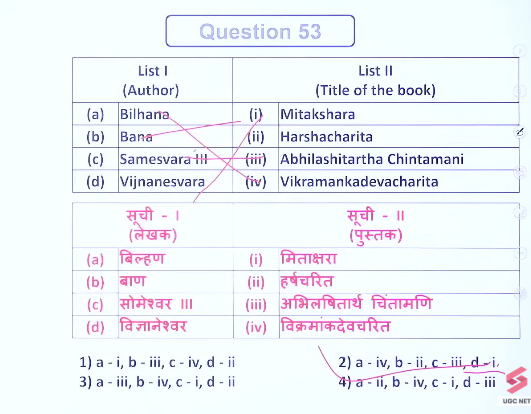 Question 53
List I
(Author)
List II
(Title of the book)
(a) Bilhana (i) Mitakshara
(b) Bana (ii) Harshacharita
(c) Samesvara III (iii) Abhilashitartha Chintamani
(d) Vijnanesvara (iv) Vikramankadevacharita
सूची - I
(लेखक)
सूची - II
(पुस्तक)
(a) बिल्हण (i) मिताक्षरा
(b) बाण (ii) हर्षचरित
(c) सोमेश्वर III (iii) अभिलषितार्थ चिंतामणि
(d) विज्ञानेश्वर (iv) विक्रमांकदेवचरित
1) a - i, b - iii, c - iv, d - ii 2) a - iv, b - ii, c - iii, d - i
3) a - iii, b - iv, c - i, d - ii 4) a - ii, b - iv, c - i, d - iii
UGC NET